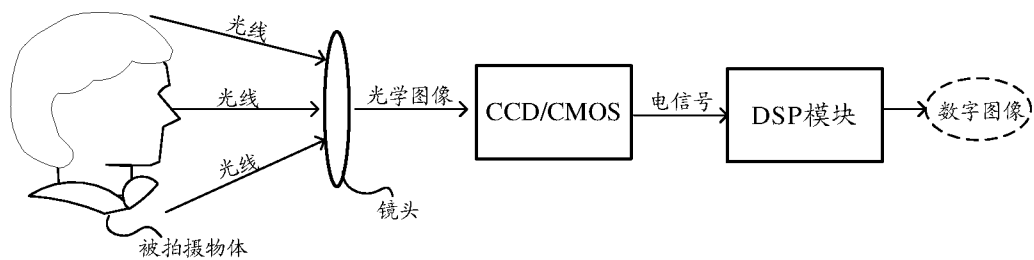 光线
光线
光线
光学图像
CCD/CMOS
电信号
DSP模块
数字图像
镜头
被拍摄物体